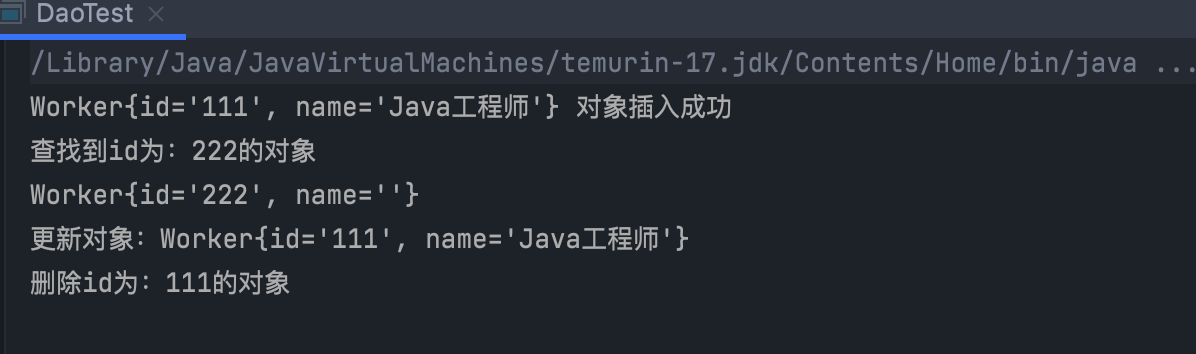 DaoTest
/Library/Java/JavaVirtualMachines/temurin-17.jdk/Contents/Home/bin/java ...
Worker{id='111', name='Java工程师'} 对象插入成功
查找到id为：222的对象
Worker{id='222', name=''}
更新对象：Worker{id='111', name='Java工程师'}
删除id为：111的对象